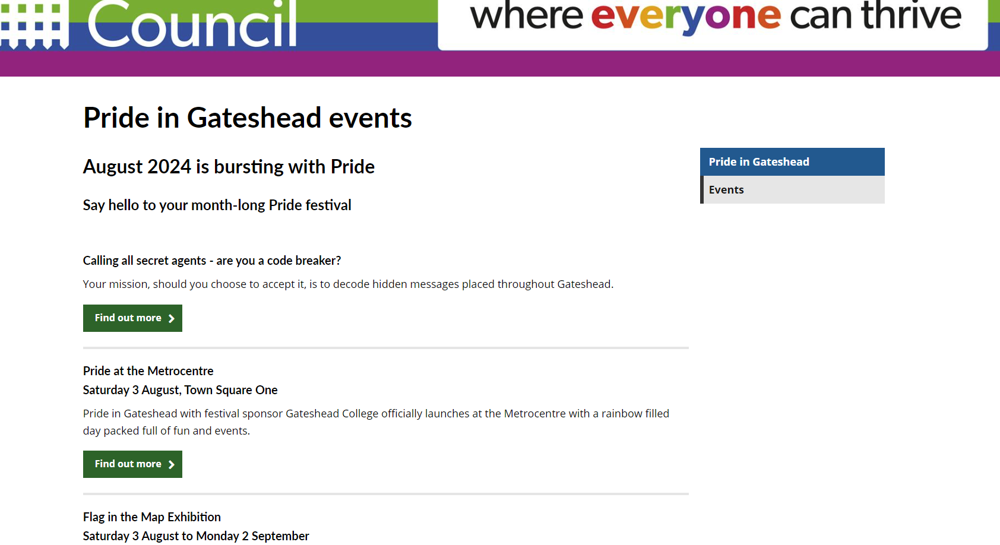 Council
where everyone can thrive
Pride in Gateshead events
August 2024 is bursting with Pride
Say hello to your month-long Pride festival
Pride in Gateshead
Events
Calling all secret agents - are you a code breaker?
Your mission, should you choose to accept it, is to decode hidden messages placed throughout Gateshead.
Find out more
Pride at the Metrocentre
Saturday 3 August, Town Square One
Pride in Gateshead with festival sponsor Gateshead College officially launches at the Metrocentre with a rainbow filled
day packed full of fun and events.
Find out more
Flag in the Map Exhibition
Saturday 3 August to Monday 2 September